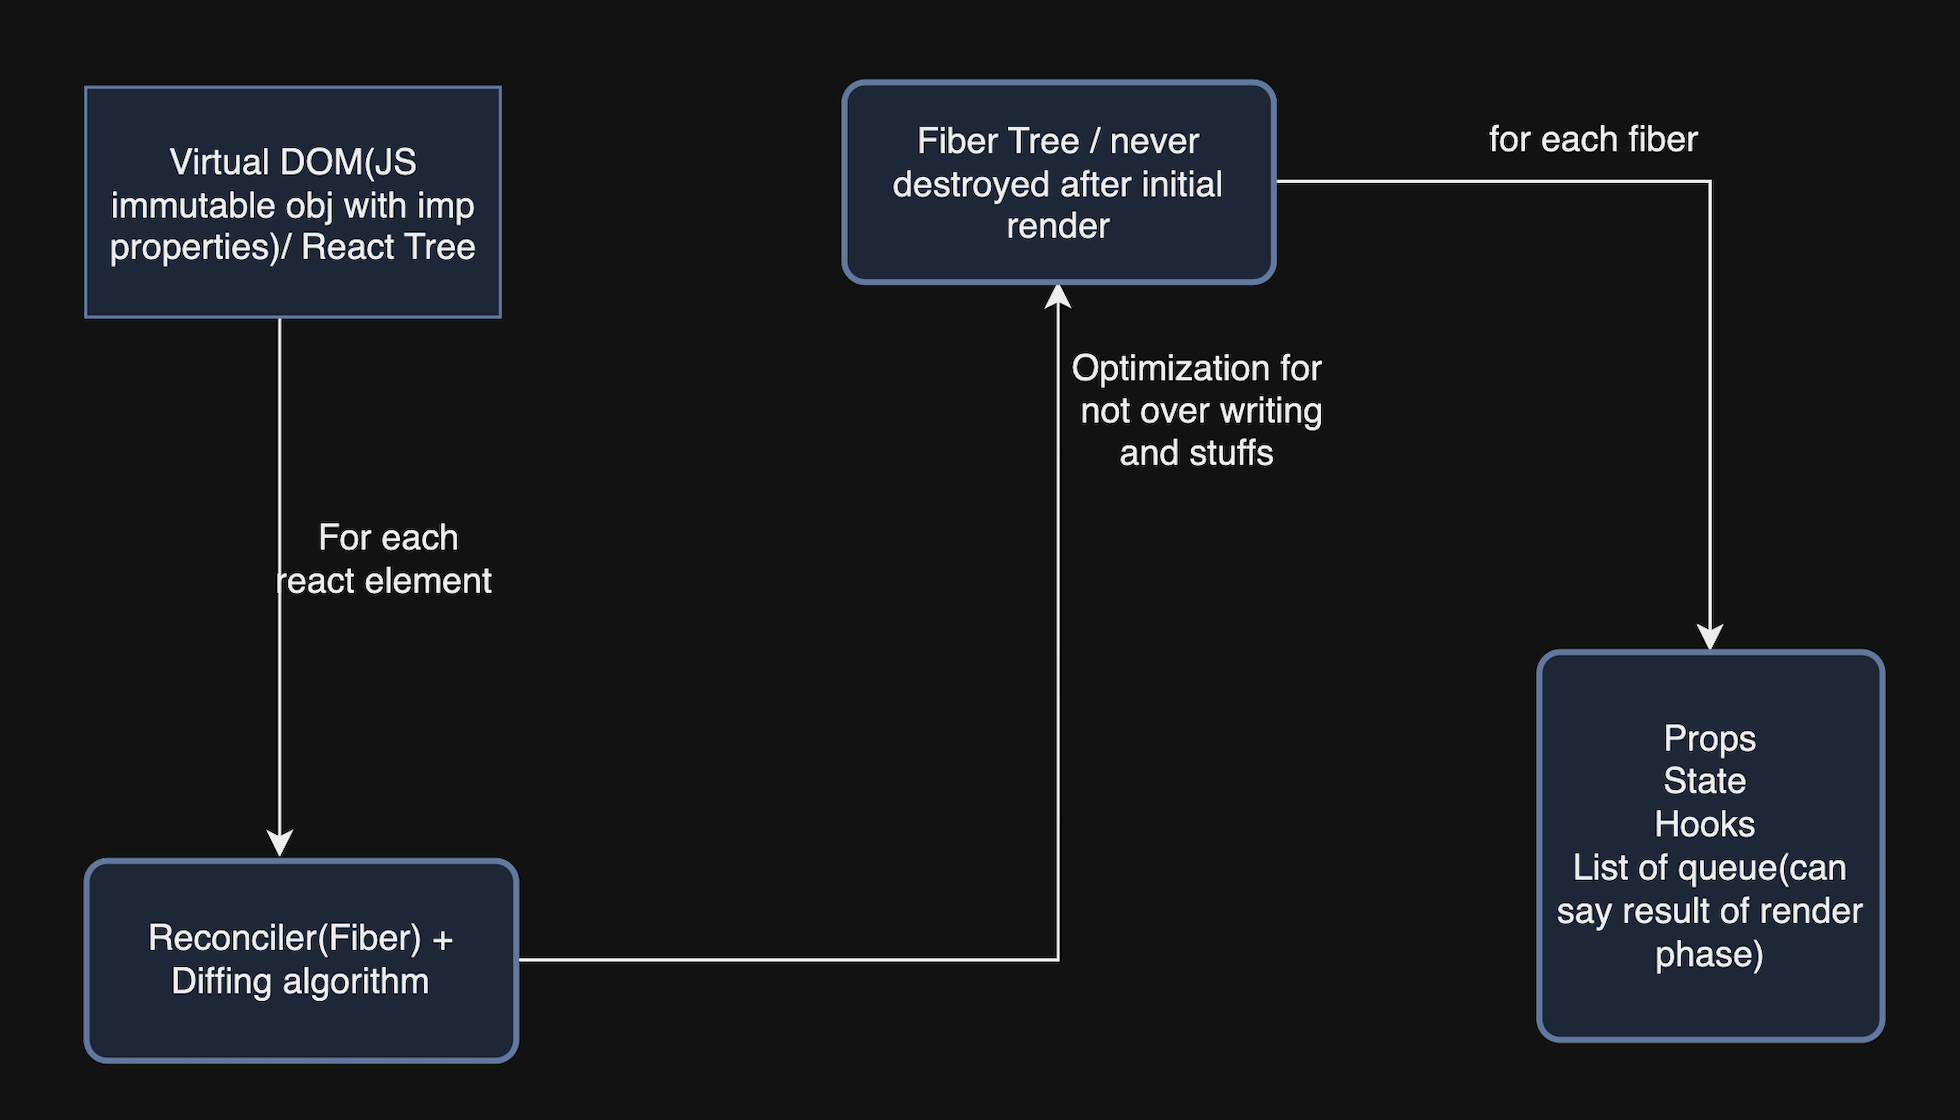 Virtual DOM(JS
immutable obj with imp
properties)/ React Tree
For each
react element
Reconciler(Fiber) +
Diffing algorithm
Fiber Tree / never
destroyed after initial
render
Optimization for
not over writing
and stuffs
for each fiber
Props
State
Hooks
List of queue(can
say result of render
phase)